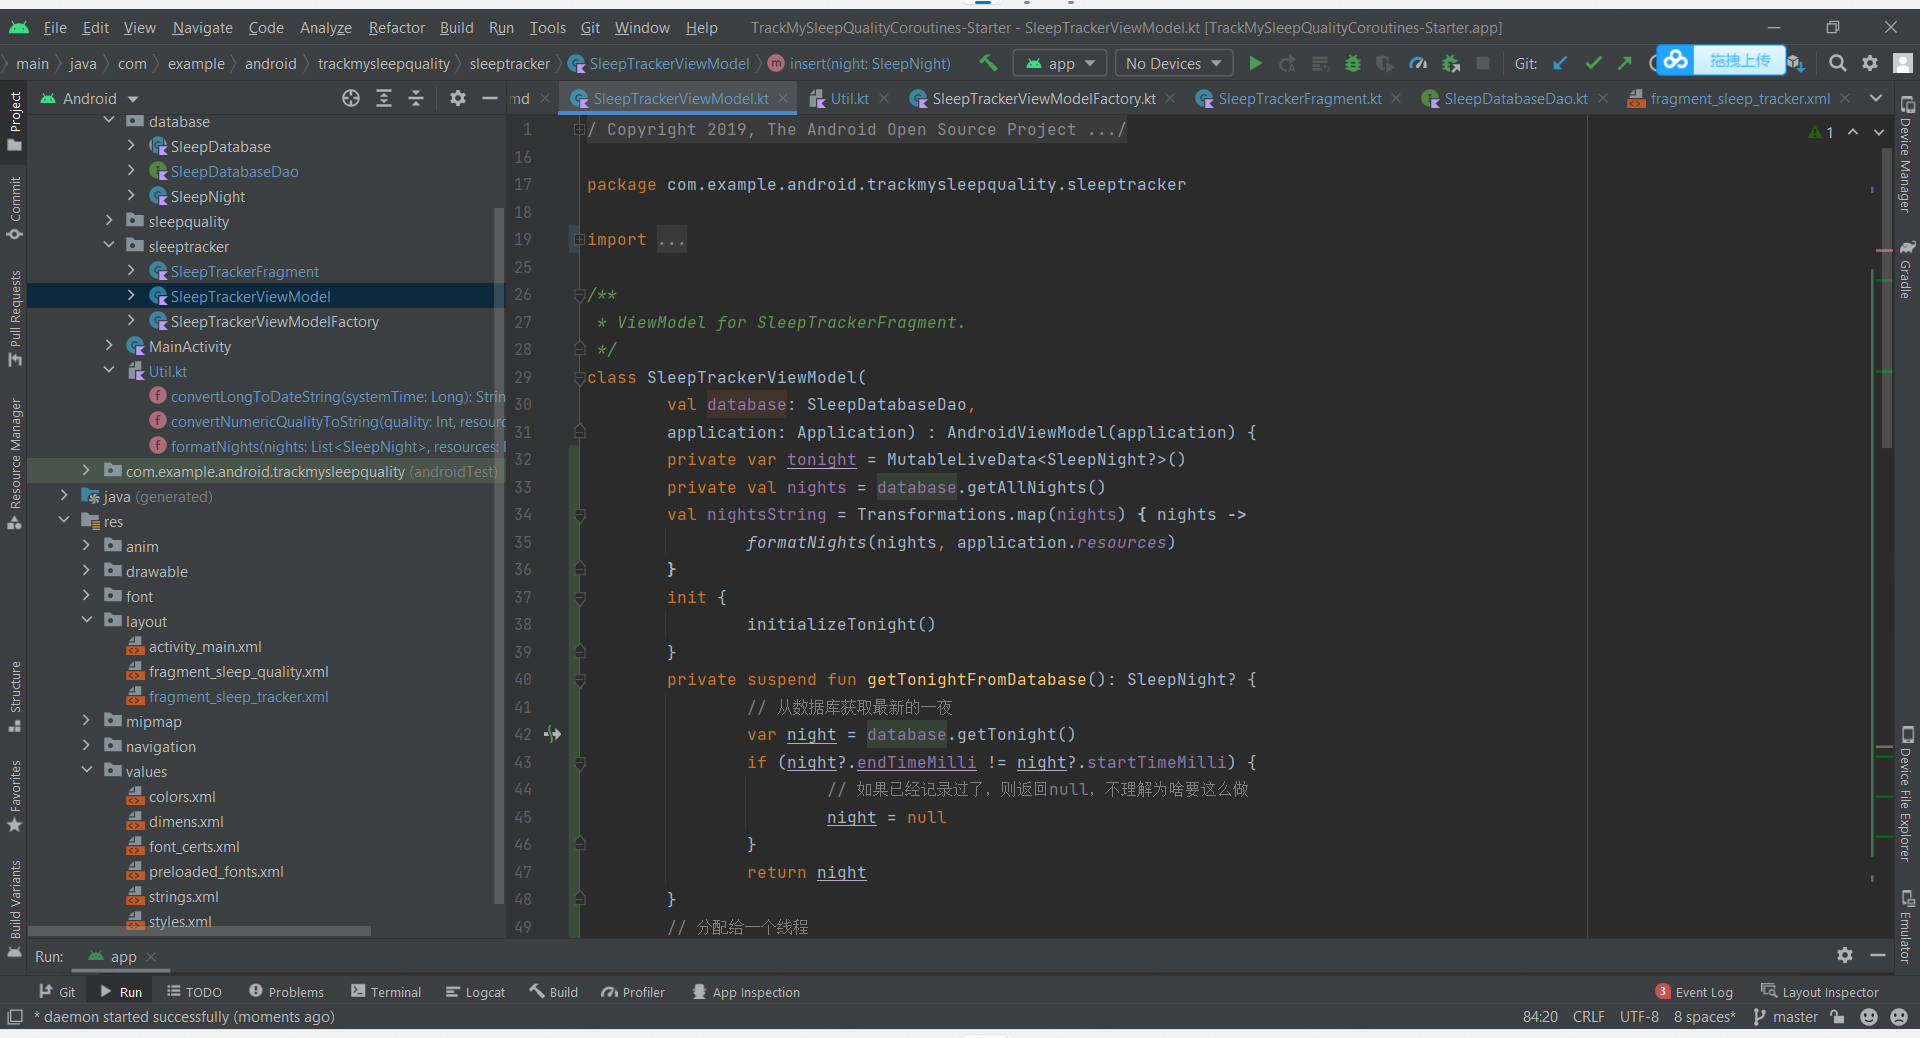 File Edit View Navigate Code Analyze Refactor Build Run Tools Git Window Help TrackMySleepQualityCoroutines-Starter - SleepTrackerViewModel.kt [TrackMySleepQualityCoroutines-Starter.app]
main java com example android trackmysleepquality sleeptracker SleepTrackerViewModel insert(night: SleepNight) app No Devices Git: 拖拽上传
Android
md SleepTrackerViewModel.kt Util.kt SleepTrackerViewModelFactory.kt SleepTrackerFragment.kt SleepDatabaseDao.kt fragment_sleep_tracker.xml
Project
Commit
Pull Requests
Resource Manager
Structure
Favorites
Build Variants
database
SleepDatabase
SleepDatabaseDao
SleepNight
sleepquality
sleeptracker
SleepTrackerFragment
SleepTrackerViewModel
SleepTrackerViewModelFactory
MainActivity
Util.kt
convertLongToDateString(systemTime: Long): Strin
convertNumericQualityToString(quality: Int, resourc
formatNights(nights: List<SleepNight>, resources:
com.example.android.trackmysleepquality (androidTest)
java (generated)
res
anim
drawable
font
layout
activity_main.xml
fragment_sleep_quality.xml
fragment_sleep_tracker.xml
mipmap
navigation
values
colors.xml
dimens.xml
font_certs.xml
preloaded_fonts.xml
strings.xml
styles.xml
1 / Copyright 2019, The Android Open Source Project .../
16
17 package com.example.android.trackmysleepquality.sleeptracker
18
19 import ...
25
26 /**
27 * ViewModel for SleepTrackerFragment.
28 */
29 class SleepTrackerViewModel(
30 val database: SleepDatabaseDao,
31 application: Application) : AndroidViewModel(application) {
32 private var tonight = MutableLiveData<SleepNight?>()
33 private val nights = database.getAllNights()
34 val nightsString = Transformations.map(nights) { nights ->
35 formatNights(nights, application.resources)
36 }
37 init {
38 initializeTonight()
39 }
40 private suspend fun getTonightFromDatabase(): SleepNight? {
41 // 从数据库获取最新的一夜
42 var night = database.getTonight()
43 if (night?.endTimeMilli != night?.startTimeMilli) {
44 // 如果已经记录过了，则返回null，不理解为啥要这么做
45 night = null
46 }
47 return night
48 }
49 // 分配给一个线程
1
Device Manager
Gradle
Device File Explorer
Emulator
Run: app
Git Run TODO Problems Terminal Logcat Build Profiler App Inspection 3 Event Log Layout Inspector
* daemon started successfully (moments ago) 84:20 CRLF UTF-8 8 spaces* master